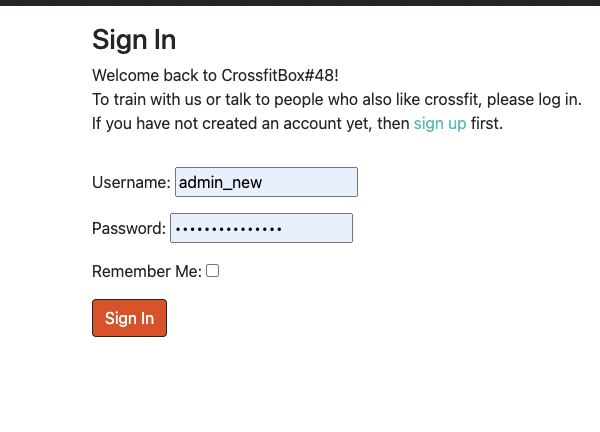 Sign In
Welcome back to CrossfitBox#48!
To train with us or talk to people who also like crossfit, please log in.
If you have not created an account yet, then sign up first.
Username: admin_new
Password: •••••••••••••••
Remember Me:
Sign In